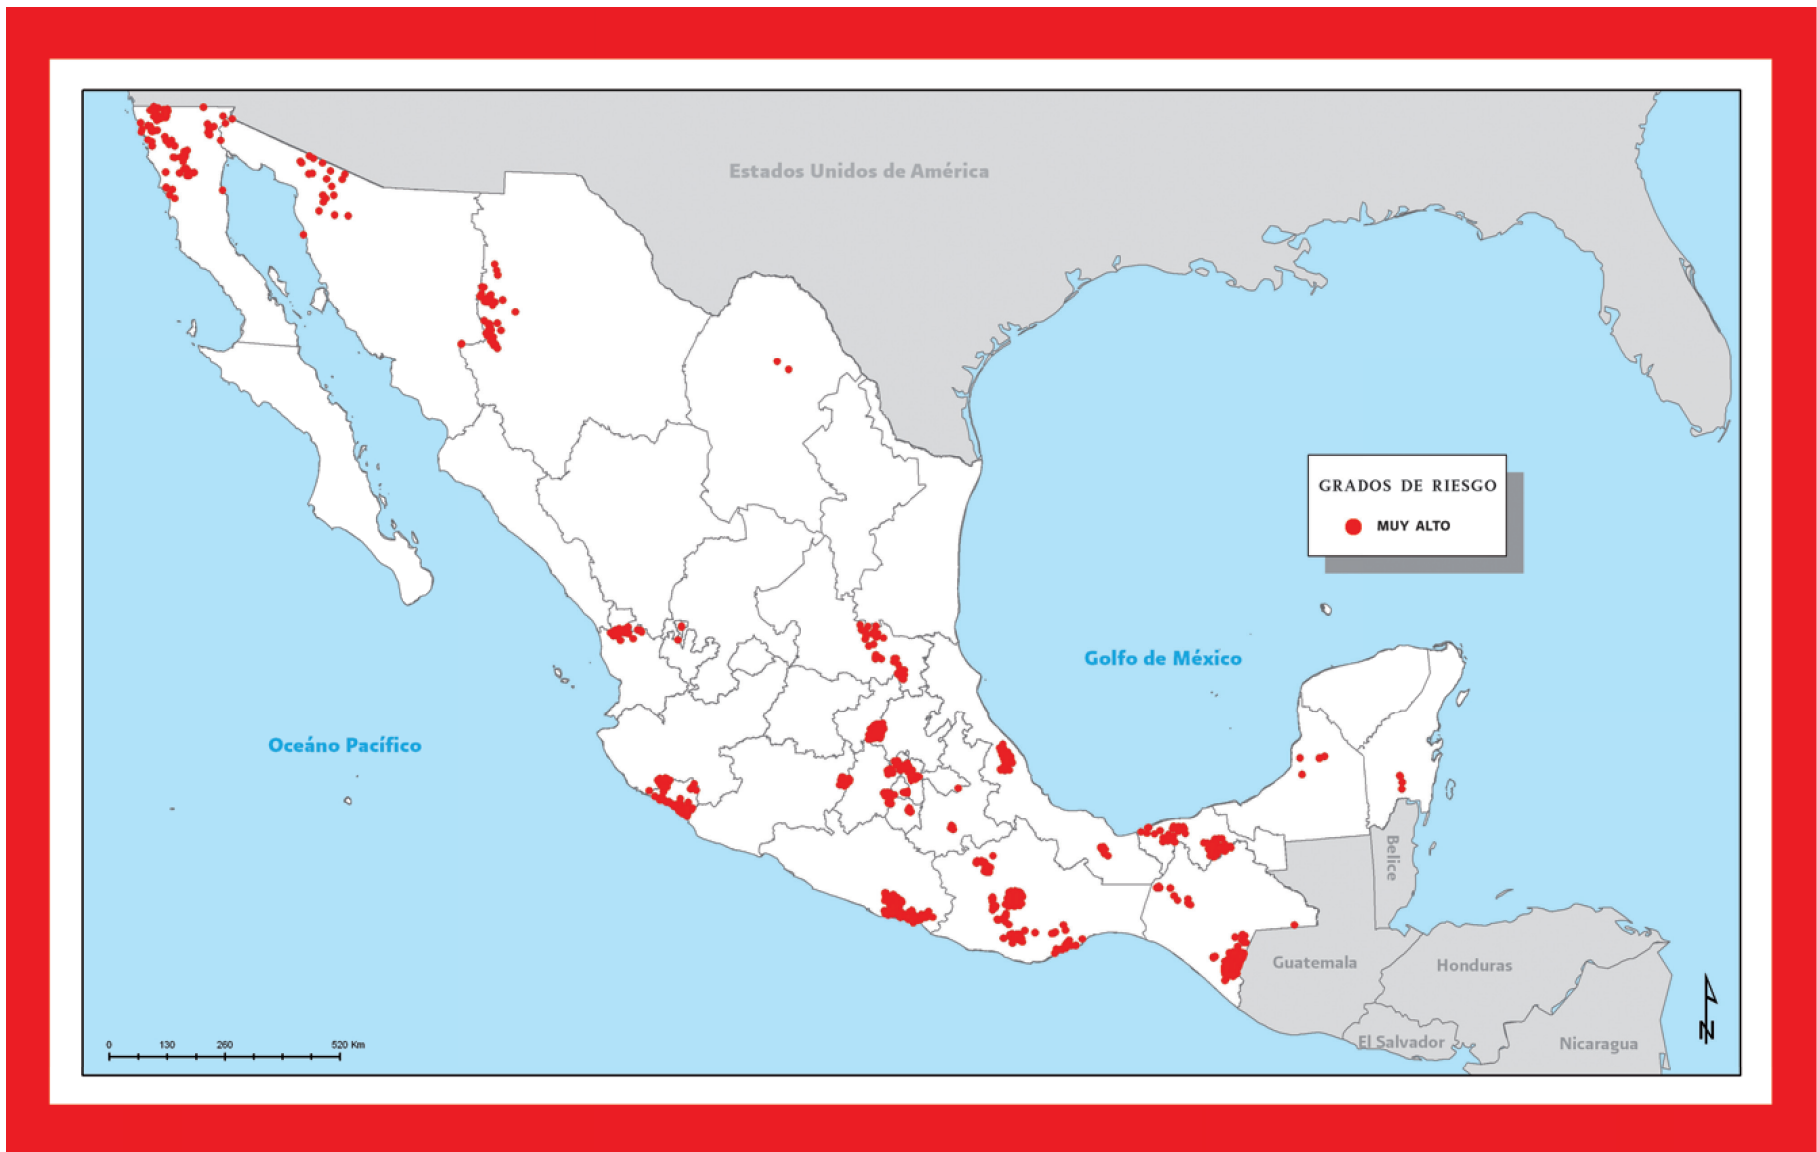 Estados Unidos de América
GRADOS DE RIESGO
MUY ALTO
Golfo de México
Oceáno Pacífico
Belice
Guatemala
Honduras
El Salvador
Nicaragua
0 130 260 520 Km
N